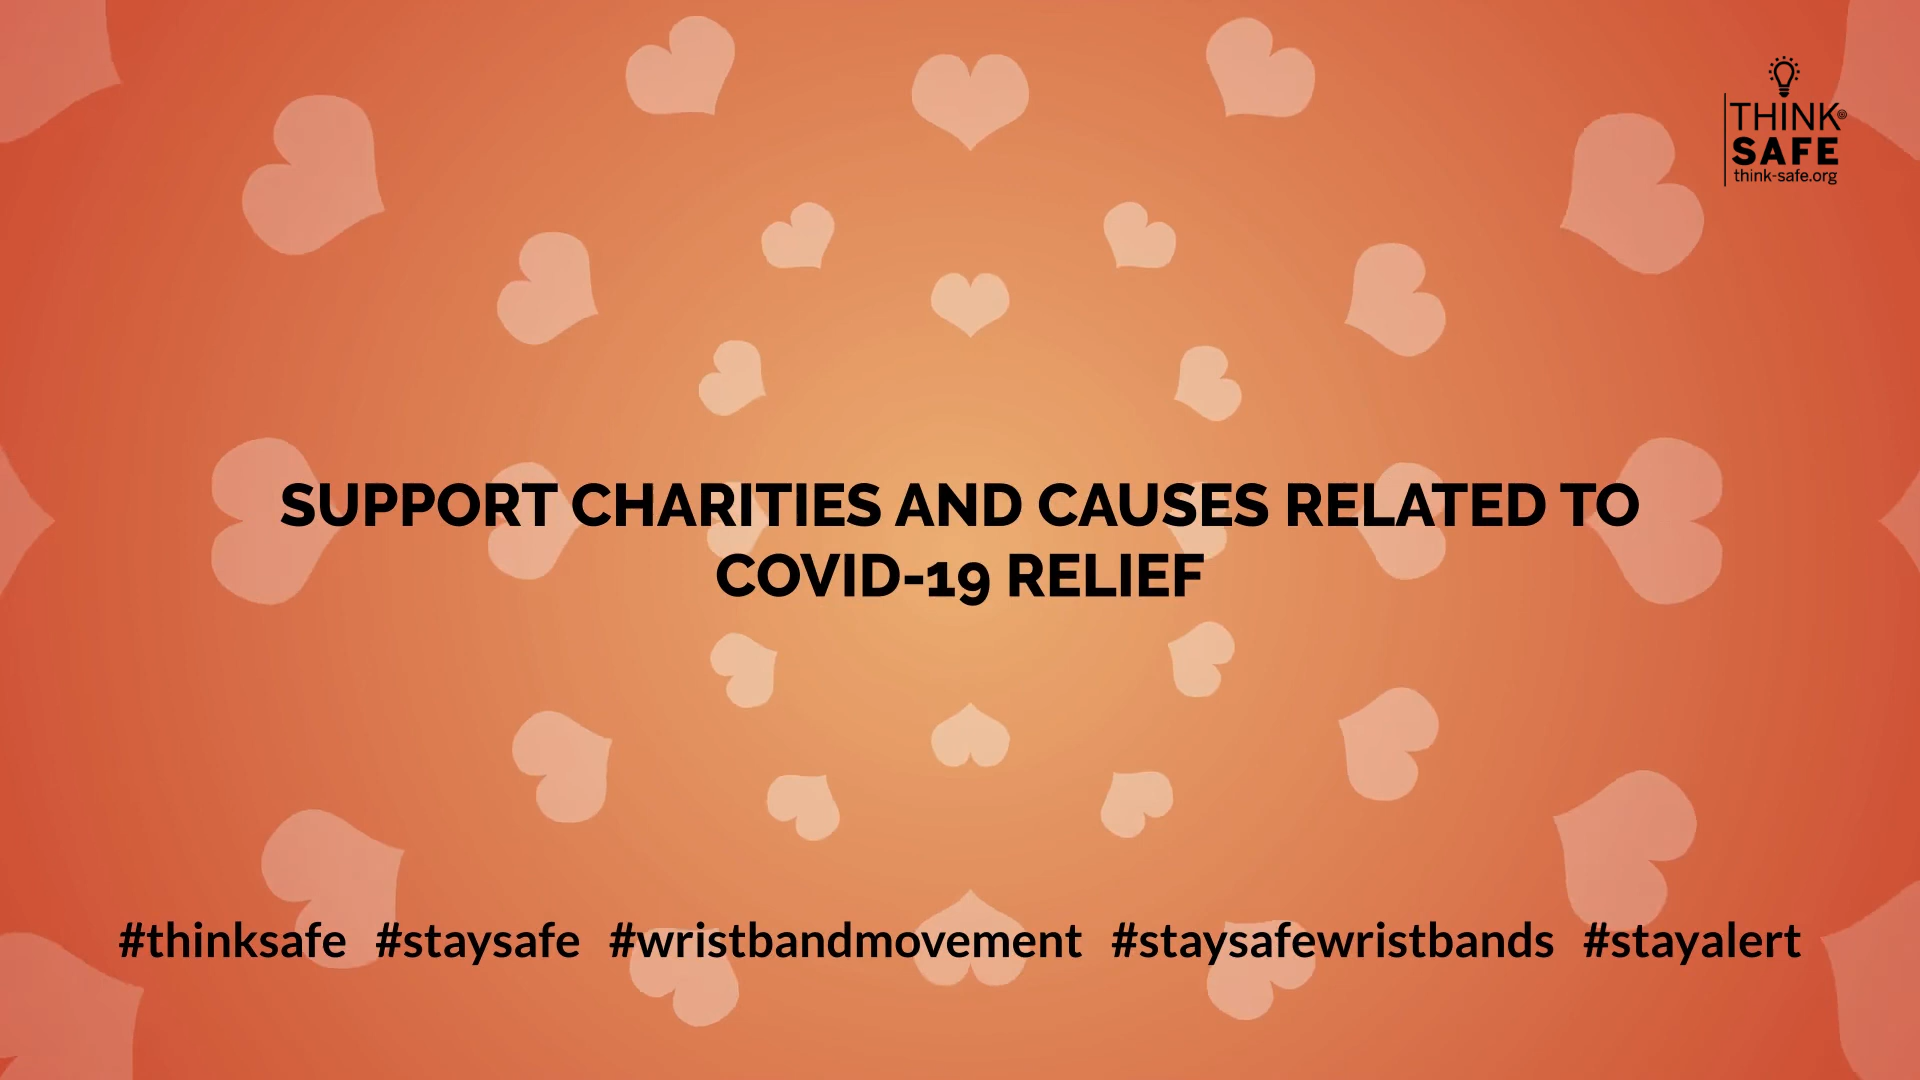 THINK®
SAFE
think-safe.org
SUPPORT CHARITIES AND CAUSES RELATED TO
COVID-19 RELIEF
#thinksafe #staysafe #wristbandmovement #staysafewristbands #stayalert